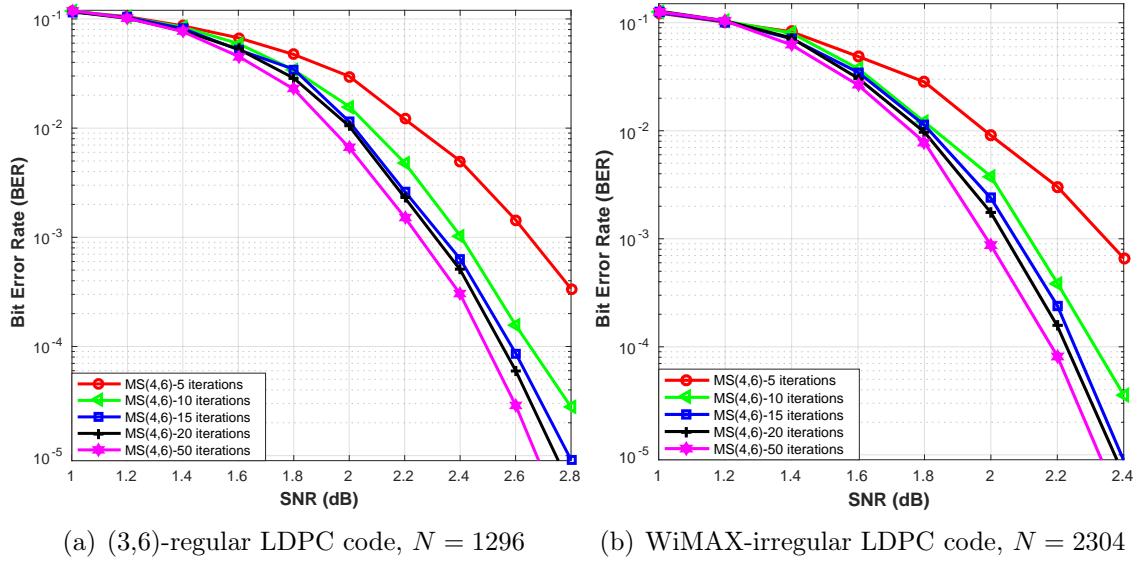 10^-1
10^-2
10^-3
10^-4
10^-5
Bit Error Rate (BER)
MS(4,6)-5 iterations
MS(4,6)-10 iterations
MS(4,6)-15 iterations
MS(4,6)-20 iterations
MS(4,6)-50 iterations
1 1.2 1.4 1.6 1.8 2 2.2 2.4 2.6 2.8
SNR (dB)
(a) (3,6)-regular LDPC code, N = 1296
10^-1
10^-2
10^-3
10^-4
10^-5
Bit Error Rate (BER)
MS(4,6)-5 iterations
MS(4,6)-10 iterations
MS(4,6)-15 iterations
MS(4,6)-20 iterations
MS(4,6)-50 iterations
1 1.2 1.4 1.6 1.8 2 2.2 2.4
SNR (dB)
(b) WiMAX-irregular LDPC code, N = 2304